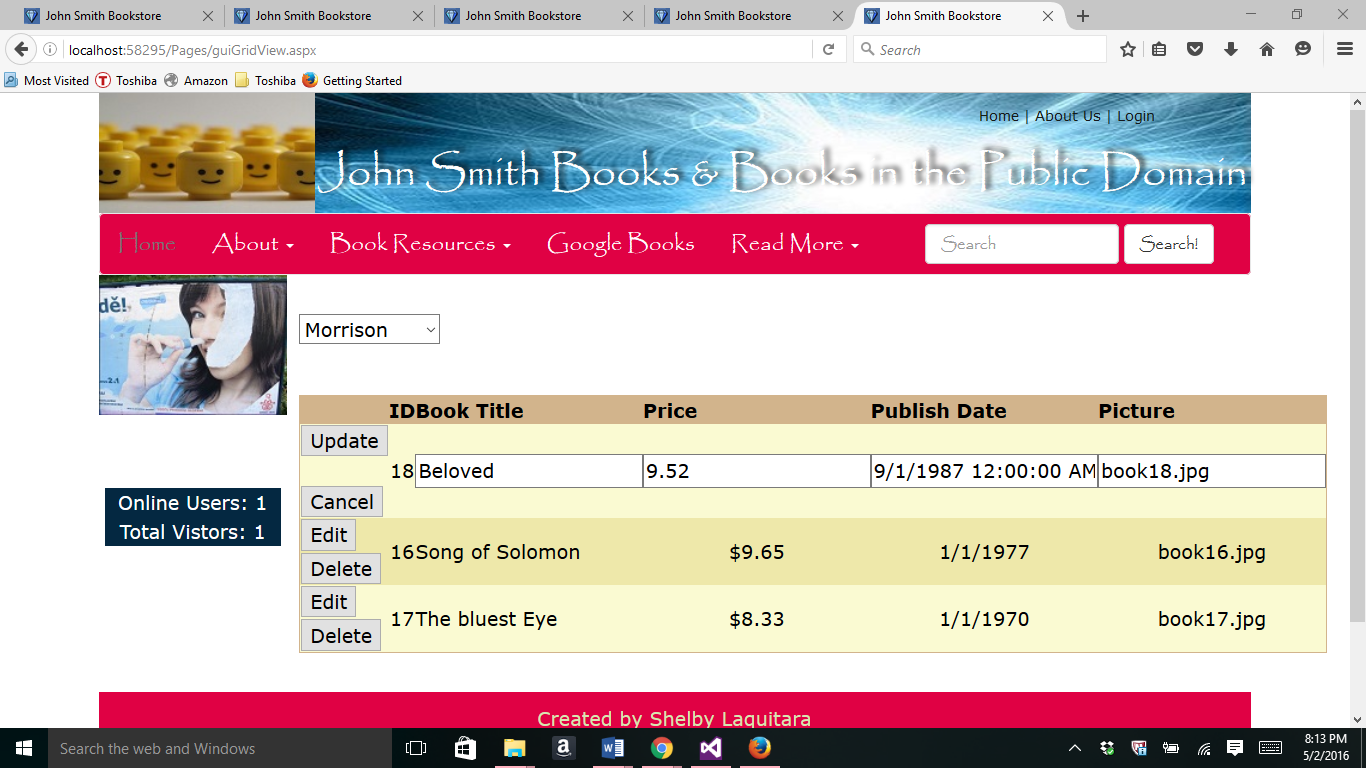 John Smith Bookstore
John Smith Bookstore
John Smith Bookstore
John Smith Bookstore
John Smith Bookstore
localhost:58295/Pages/guiGridView.aspx
Search
Most Visited
Toshiba
Amazon
Toshiba
Getting Started
Home | About Us | Login
John Smith Books & Books in the Public Domain
Home
About
Book Resources
Google Books
Read More
Search
Search!
dě!
Morrison
ID Book Title Price Publish Date Picture
Update
18 Beloved 9.52 9/1/1987 12:00:00 AM book18.jpg
Cancel
Edit
16 Song of Solomon $9.65 1/1/1977 book16.jpg
Delete
Edit
17 The bluest Eye $8.33 1/1/1970 book17.jpg
Delete
Online Users: 1
Total Vistors: 1
Created by Shelby Laquitara
Search the web and Windows
8:13 PM
5/2/2016